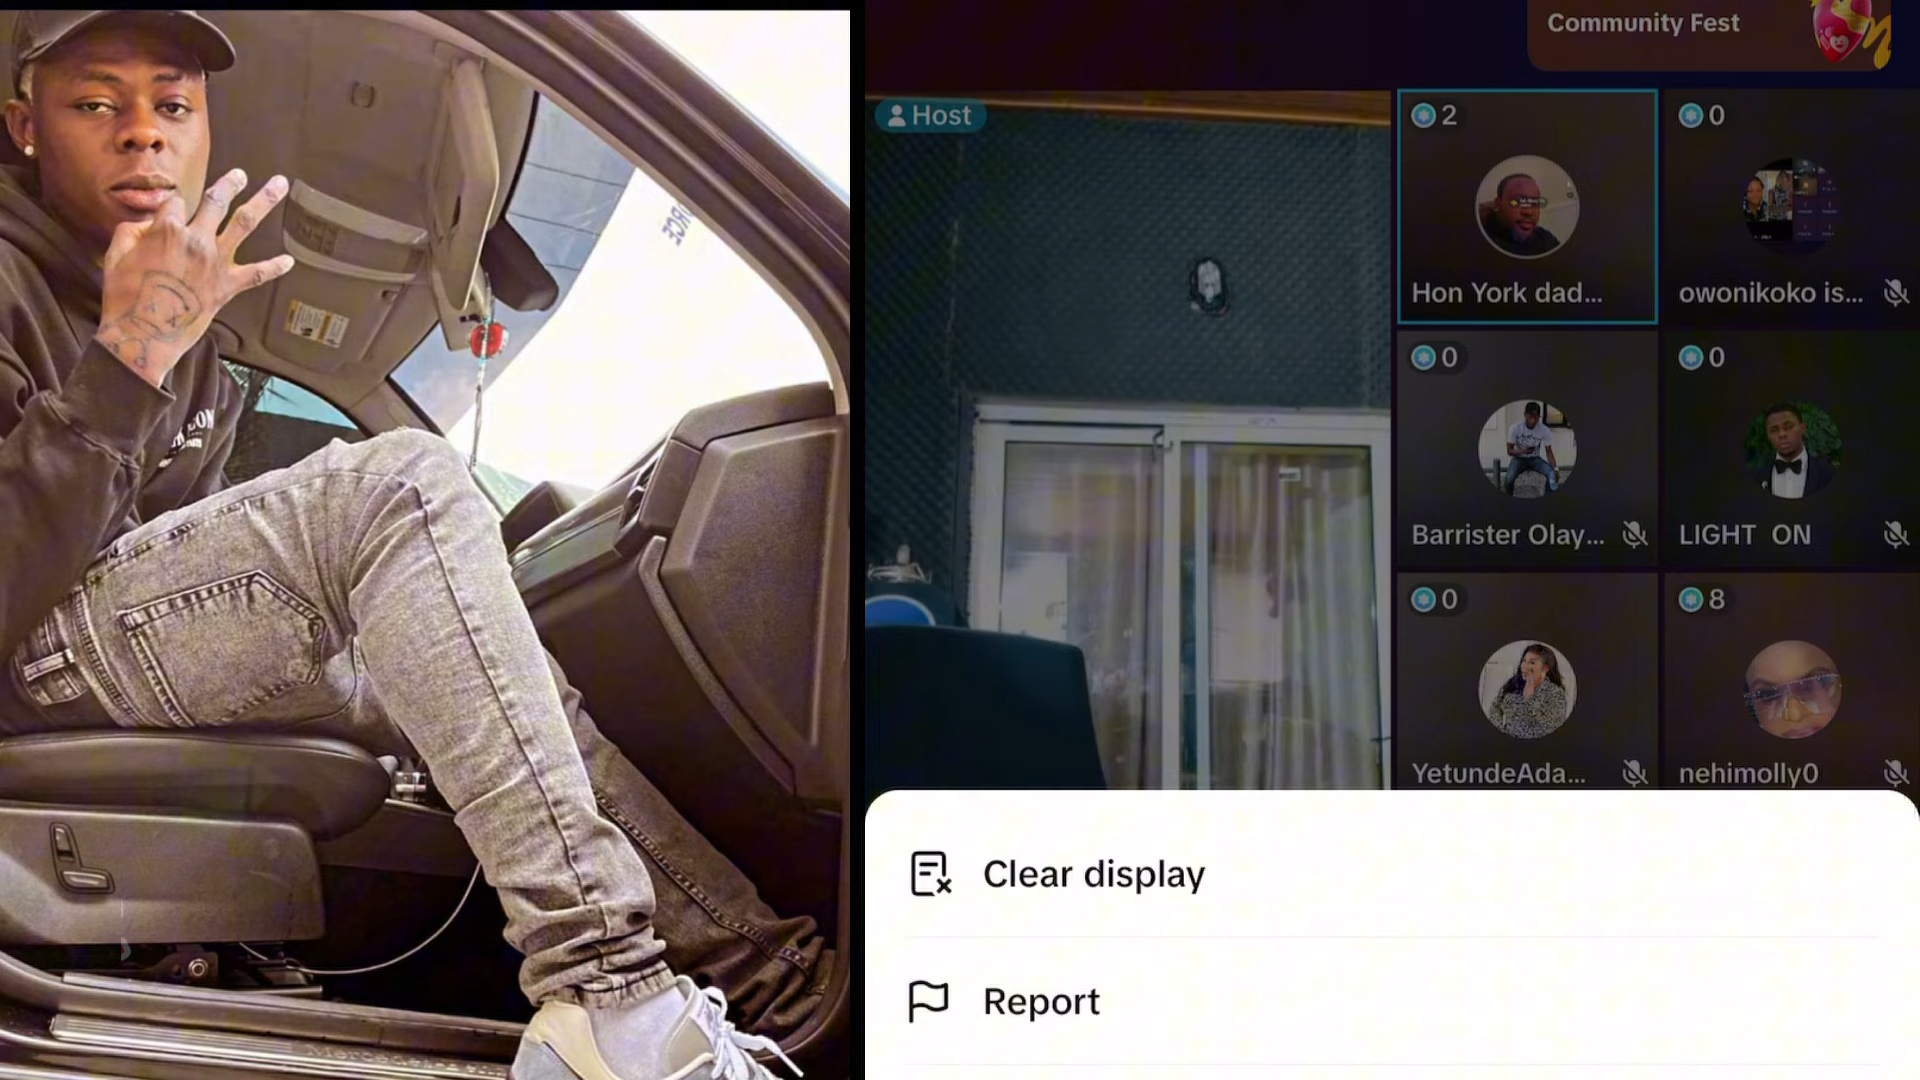 Community Fest
Host
2
0
Hon York dad...
owonikoko is...
0
0
Barrister Olay...
LIGHT ON
0
8
YetundeAda...
nehimolly0
Clear display
Report